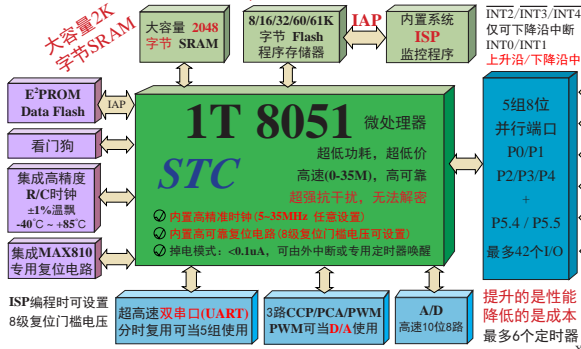 大容量2K
字节SRAM
大容量 2048
字节 SRAM
8/16/32/60/61K
字节 Flash
程序存储器
IAP
内置系统
ISP
监控程序
INT2/INT3/INT4
仅可下降沿中断
INT0/INT1
上升沿/下降沿中
E²PROM
Data Flash
IAP
看门狗
集成高精度
R/C时钟
±1%温飘
-40℃ ~ +85℃
集成MAX810
专用复位电路
1T 8051 微处理器
STC
超低功耗，超低价
高速(0-35M)，高可靠
超强抗干扰，无法解密
内置高精准时钟(5~35MHz 任意设置)
内置高可靠复位电路(8级复位门槛电压可设置)
掉电模式：<0.1uA，可由外中断或专用定时器唤醒
5组8位
并行端口
P0/P1
P2/P3/P4
+
P5.4 / P5.5
最多42个I/O
ISP编程时可设置
8级复位门槛电压
超高速双串口(UART)
分时复用可当5组使用
3路CCP/PCA/PWM
PWM可当D/A使用
A/D
高速10位8路
提升的是性能
降低的是成本
最多6个定时器